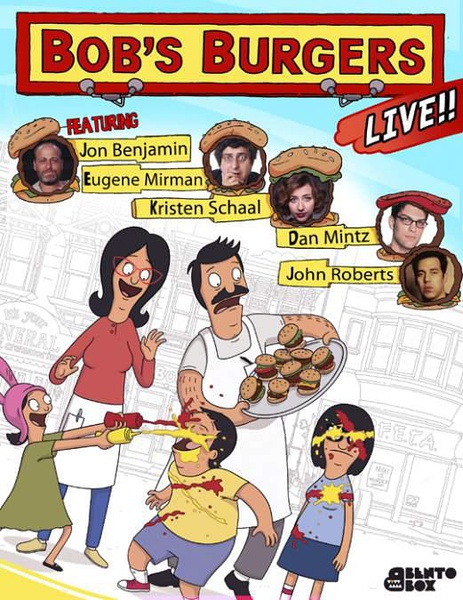 BOB'S BURGERS
LIVE!!
FEATURING
Jon Benjamin
Eugene Mirman
Kristen Schaal
Dan Mintz
John Roberts
F.E.T.A.
BENTO
BOX